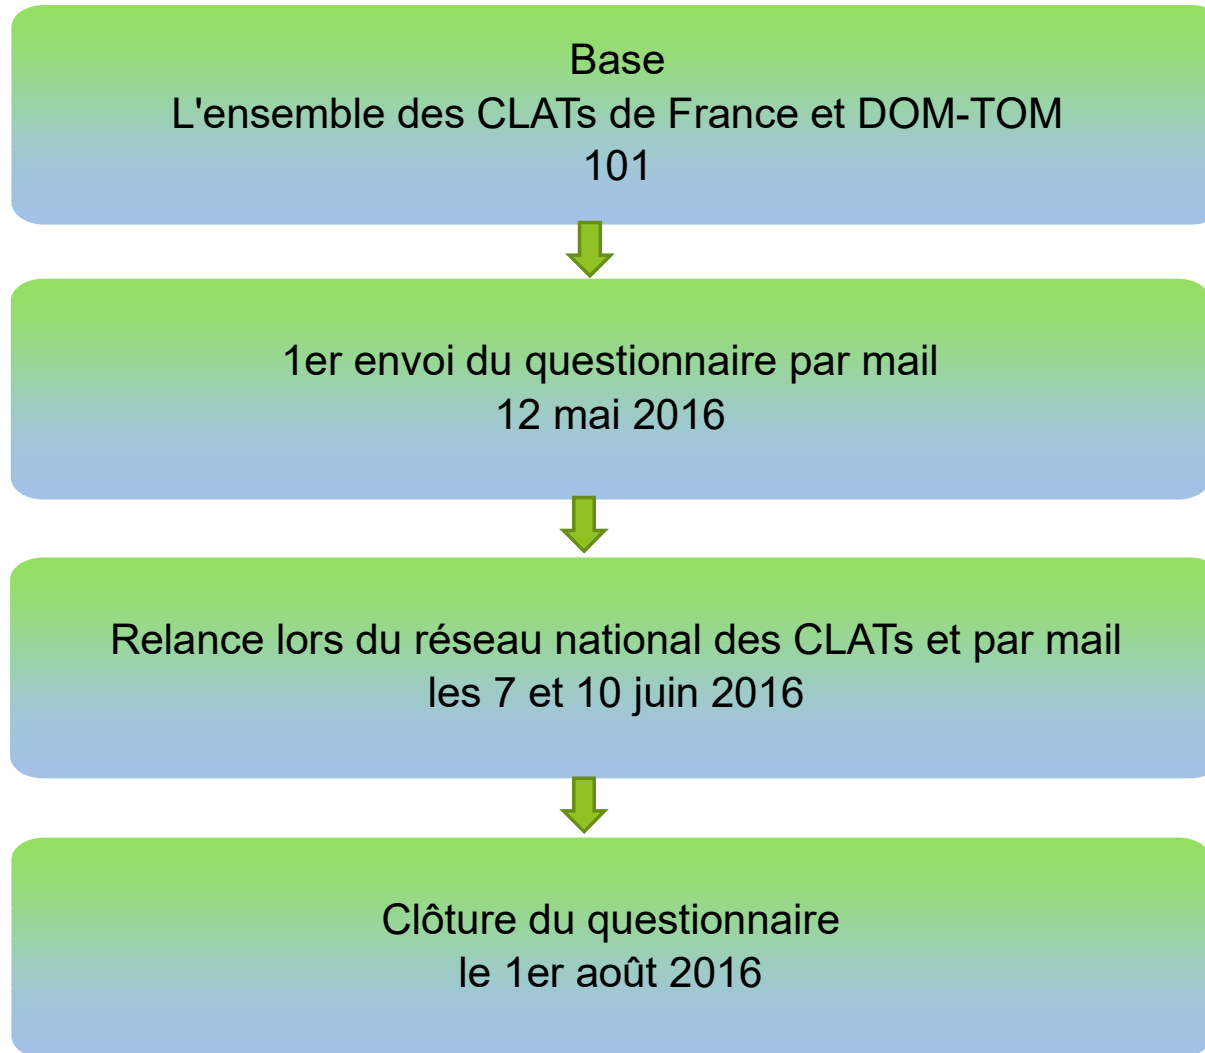 Base
L'ensemble des CLATs de France et DOM-TOM
101
1er envoi du questionnaire par mail
12 mai 2016
Relance lors du réseau national des CLATs et par mail
les 7 et 10 juin 2016
Clôture du questionnaire
le 1er août 2016